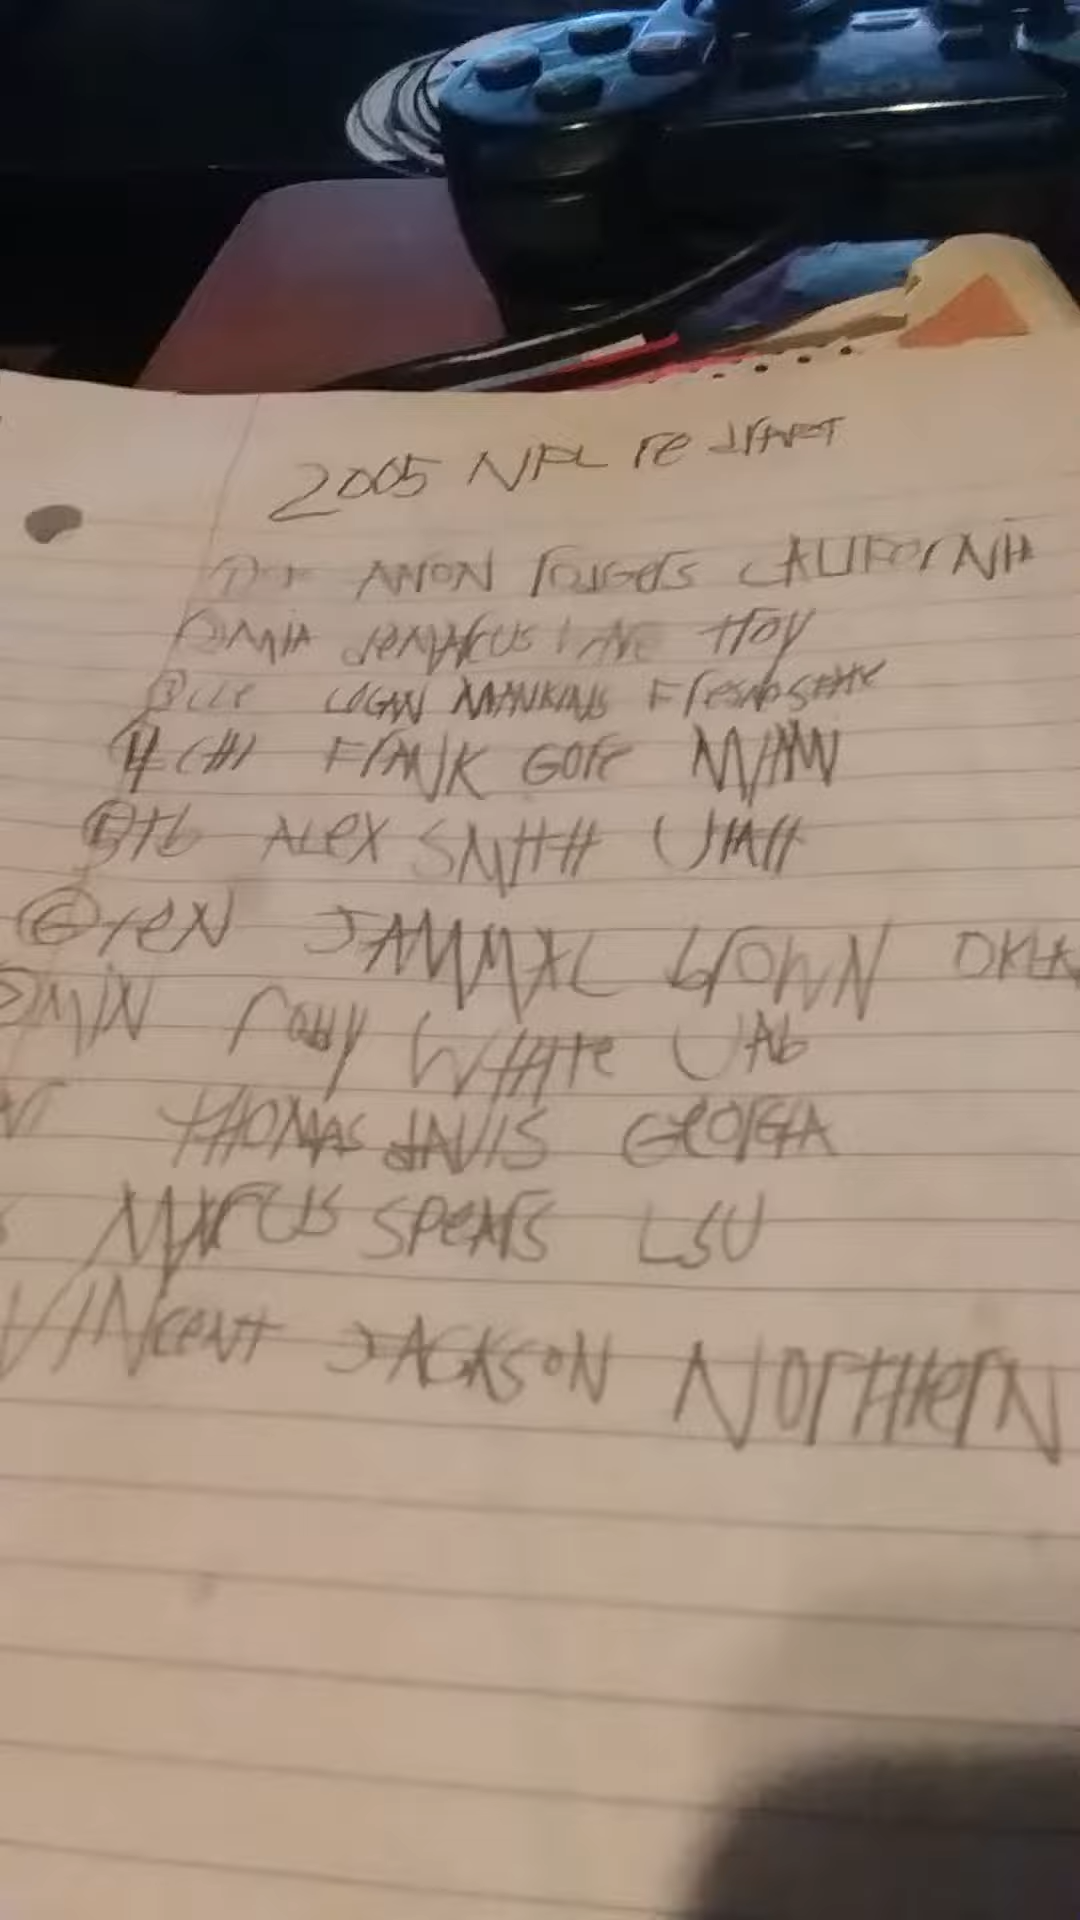 2005 NFL re drAFT
① AArON rodGers CALIFOrNIA
② MIA deMArcUS WAre trOy
③ cle LOGAN MANKINS FresNo state
④ CHI FrANK Gore MIAMI
⑤ tb ALeX SMItH UtAH
⑥ teN JAMMAL brOWN OKLA
MIN roddy WHIte UAb
THOMAS dAVIS GeOrGIA
MArCUS SPeArS LSU
VINceNt JACKSON NOrtHerN